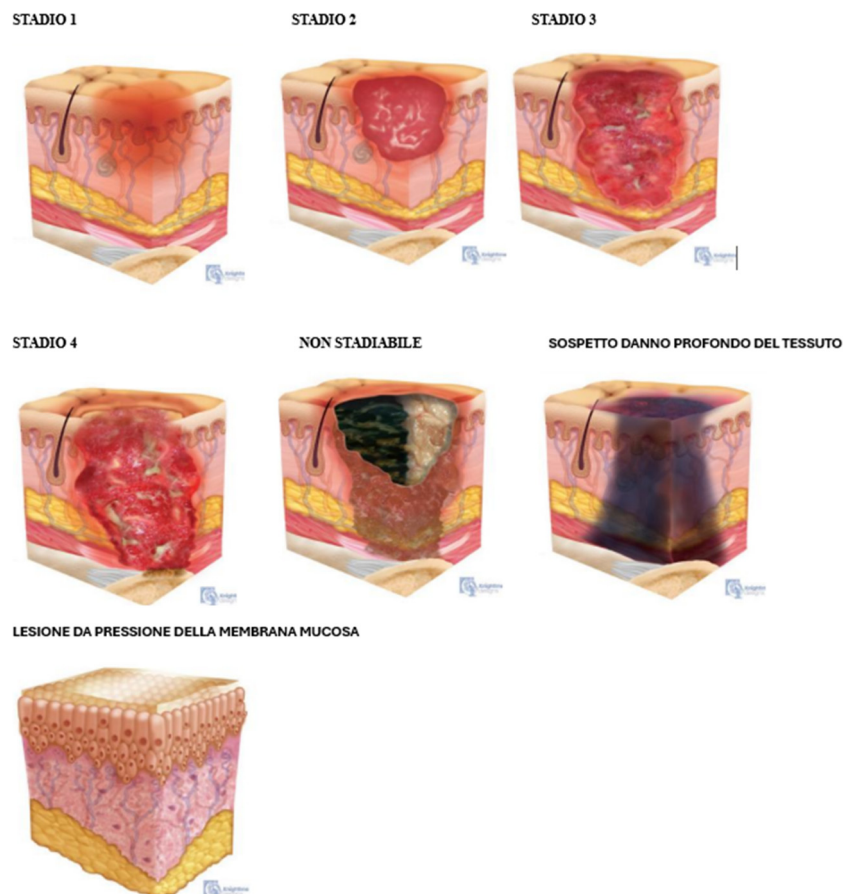 STADIO 1
STADIO 2
STADIO 3
STADIO 4
NON STADIABILE
SOSPETTO DANNO PROFONDO DEL TESSUTO
LESIONE DA PRESSIONE DELLA MEMBRANA MUCOSA